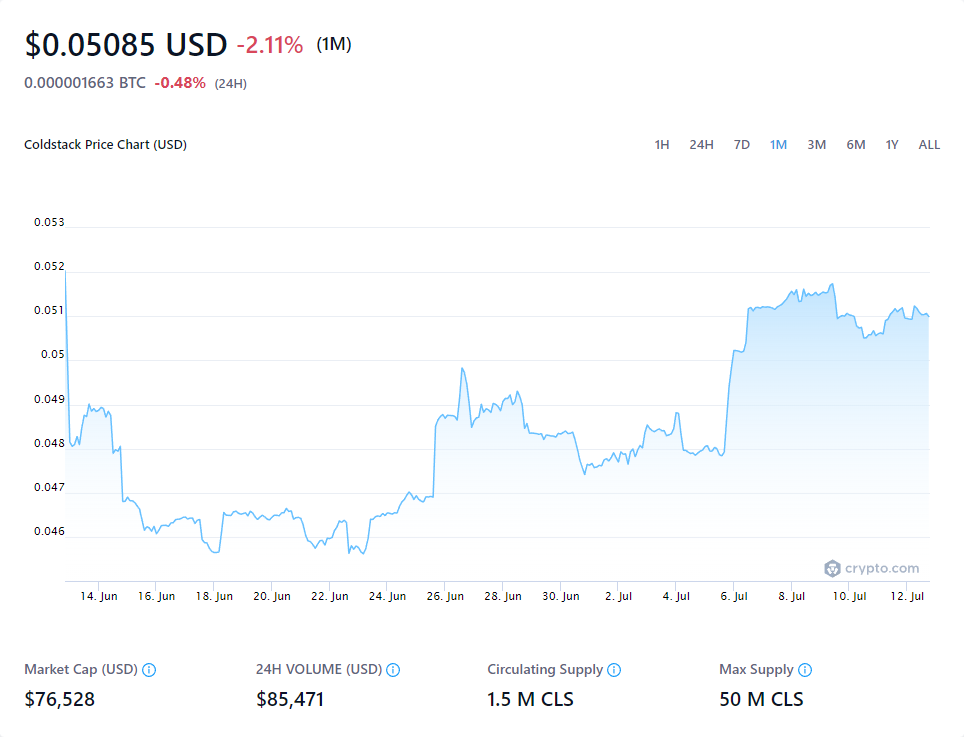 $0.05085 USD -2.11% (1M)
0.000001663 BTC -0.48% (24H)
Coldstack Price Chart (USD) 1H 24H 7D 1M 3M 6M 1Y ALL
0.053
0.052
0.051
0.05
0.049
0.048
0.047
0.046
crypto.com
14. Jun 16. Jun 18. Jun 20. Jun 22. Jun 24. Jun 26. Jun 28. Jun 30. Jun 2. Jul 4. Jul 6. Jul 8. Jul 10. Jul 12. Jul
Market Cap (USD) 24H VOLUME (USD) Circulating Supply Max Supply
$76,528 $85,471 1.5 M CLS 50 M CLS